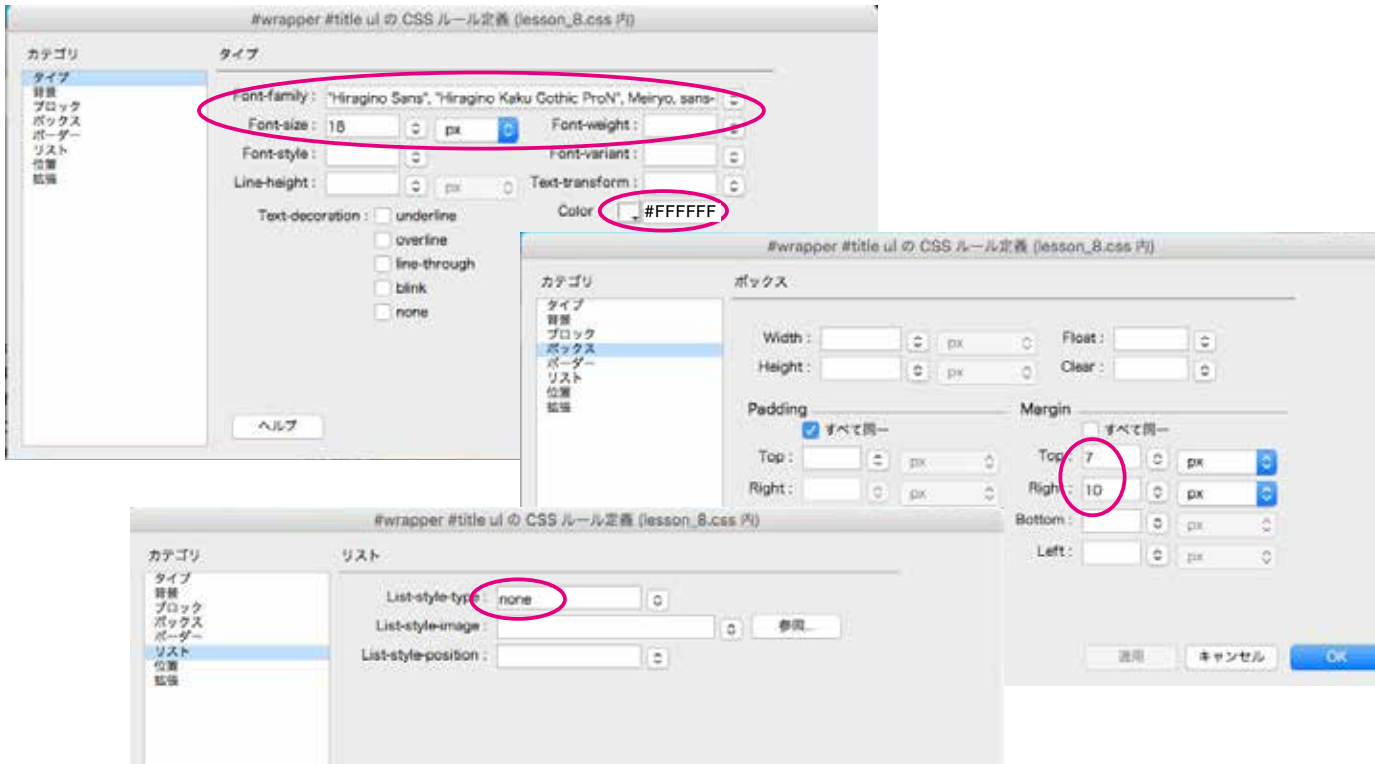 #wrapper #title ul の CSS ルール定義 (lesson_8.css 内)
カテゴリ
タイプ
背景
ブロック
ボックス
ボーダー
リスト
位置
拡張
タイプ
Font-family : "Hiragino Sans", "Hiragino Kaku Gothic ProN", Meiryo, sans-
Font-size : 18 px Font-weight :
Font-style : Font-variant :
Line-height : px Text-transform :
Text-decoration : underline Color #FFFFFF
overline
line-through
blink
none
ヘルプ
#wrapper #title ul の CSS ルール定義 (lesson_8.css 内)
カテゴリ
タイプ
背景
ブロック
ボックス
ボーダー
リスト
位置
拡張
ボックス
Width : px Float :
Height : px Clear :
Padding Margin
すべて同一 すべて同一
Top : px Top : 7 px
Right : px Right : 10 px
Bottom : px
Left : px
適用 キャンセル OK
#wrapper #title ul の CSS ルール定義 (lesson_8.css 内)
カテゴリ
タイプ
背景
ブロック
ボックス
ボーダー
リスト
位置
拡張
リスト
List-style-type : none
List-style-image : 参照...
List-style-position :